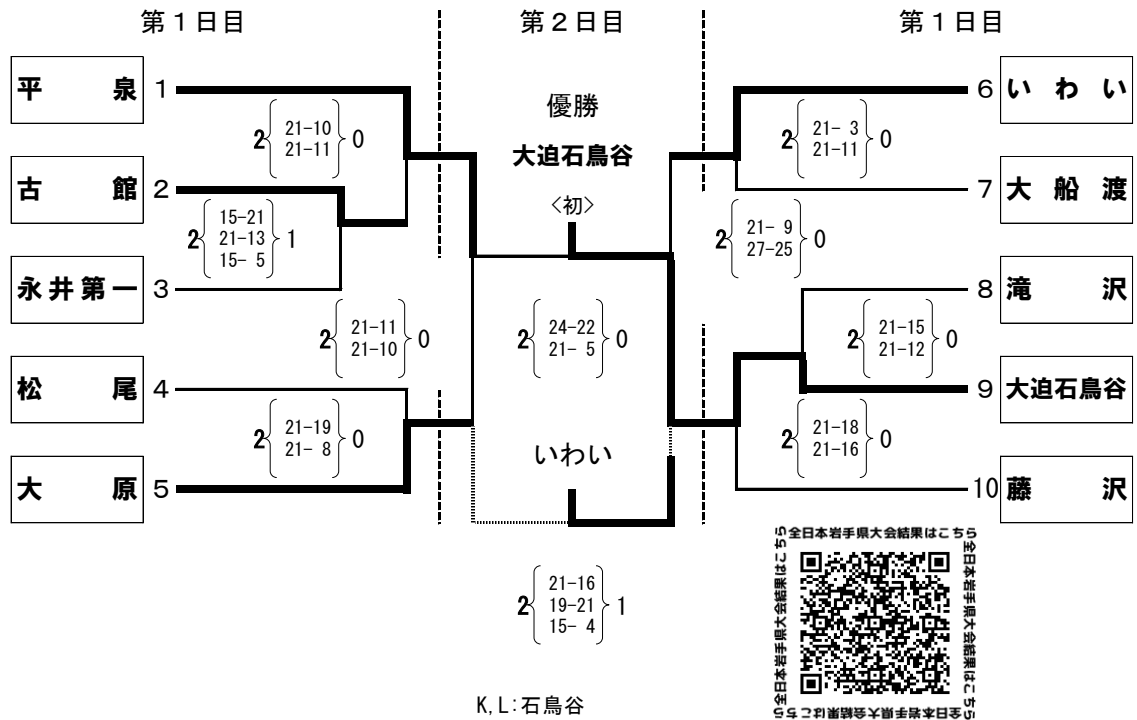 第１日目 第２日目 第１日目
平泉 1
2 21-10 21-11 0
古館 2
2 15-21 21-13 15- 5 1
永井第一 3
2 21-11 21-10 0
松尾 4
2 21-19 21- 8 0
大原 5
優勝
大迫石鳥谷
<初>
2 24-22 21- 5 0
いわい
2 21-16 19-21 15- 4 1
K,L:石鳥谷
6 いわい
2 21- 3 21-11 0
7 大船渡
2 21- 9 27-25 0
8 滝沢
2 21-15 21-12 0
9 大迫石鳥谷
2 21-18 21-16 0
10 藤沢
全日本岩手県大会結果はこちら
全日本岩手県大会結果はこちら
全日本岩手県大会結果はこちら
全日本岩手県大会結果はこちら